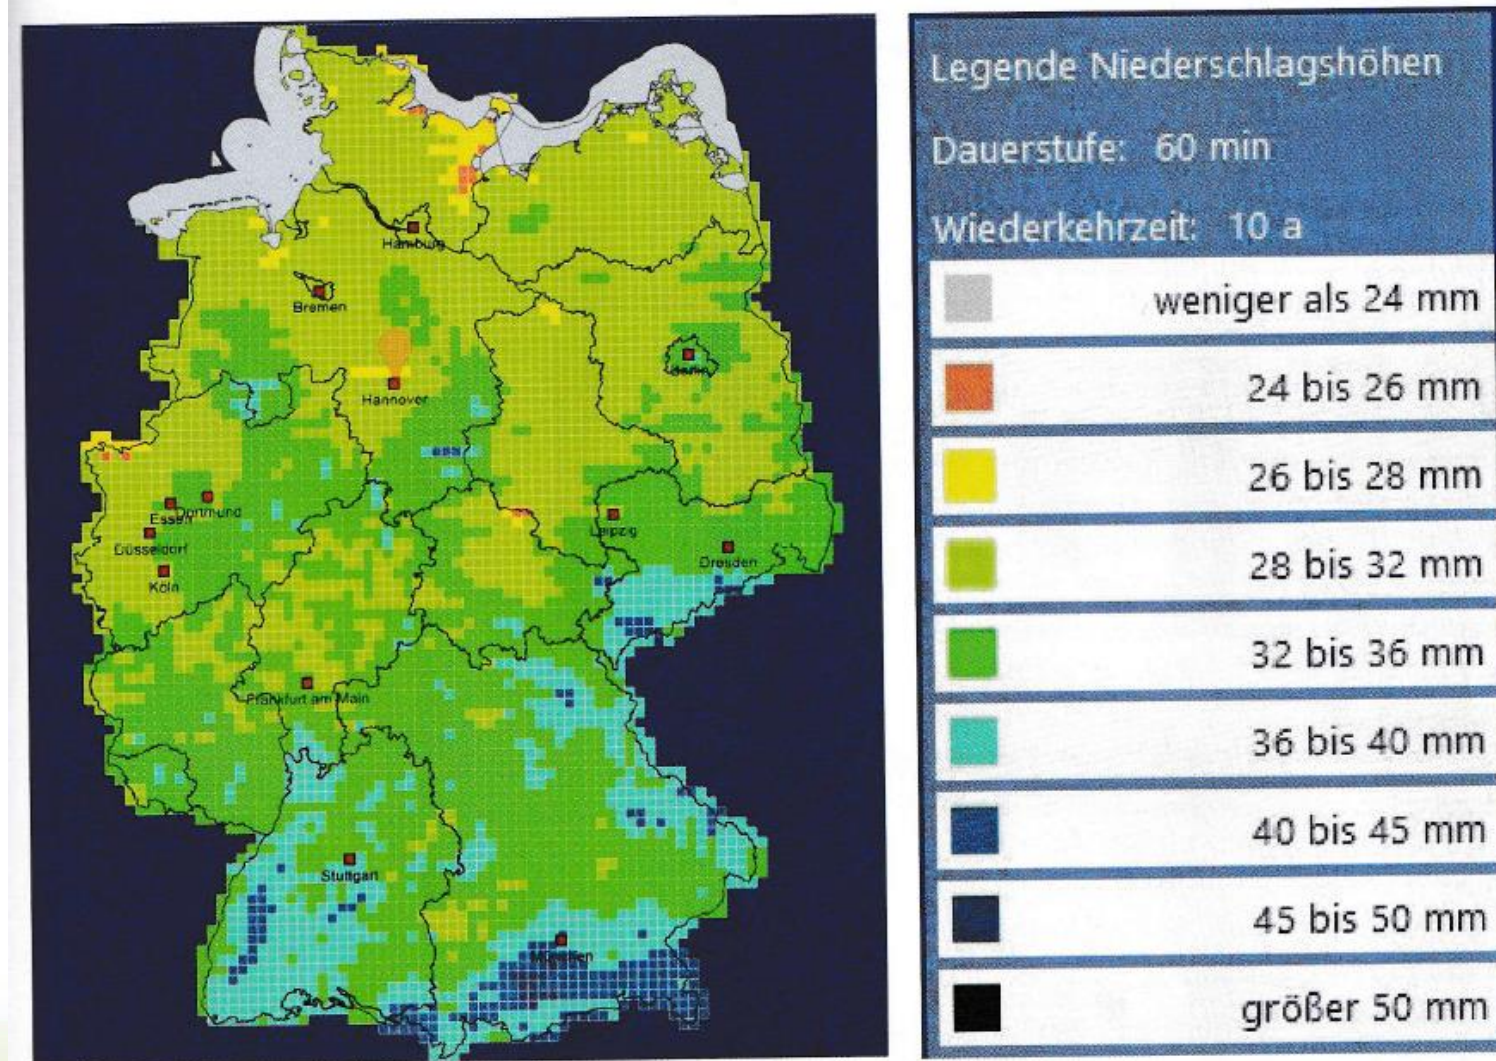 Hamburg
Bremen
Hannover
Berlin
Essen
Dortmund
Düsseldorf
Köln
Leipzig
Dresden
Frankfurt am Main
Stuttgart
München
Legende Niederschlagshöhen
Dauerstufe: 60 min
Wiederkehrzeit: 10 a
weniger als 24 mm
24 bis 26 mm
26 bis 28 mm
28 bis 32 mm
32 bis 36 mm
36 bis 40 mm
40 bis 45 mm
45 bis 50 mm
größer 50 mm